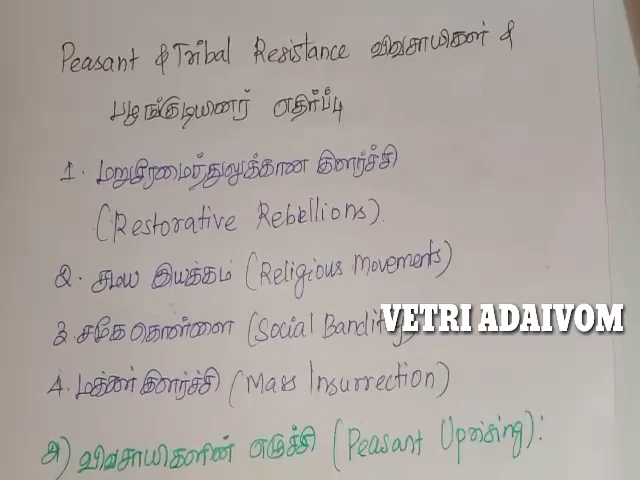 Peasant & Tribal Resistance விவசாயிகள் &
பழங்குடியினர் எதிர்ப்பு
1. மறுசீரமைத்தலுக்கான கிளர்ச்சி
(Restorative Rebellions).
2. சமய இயக்கம் (Religious Movements)
3. சமூக கொள்ளை (Social Banditry)
VETRI ADAIVOM
4. மக்கள் கிளர்ச்சி (Mass Insurrection)
அ) விவசாயிகளின் எழுச்சி (Peasant Uprising):